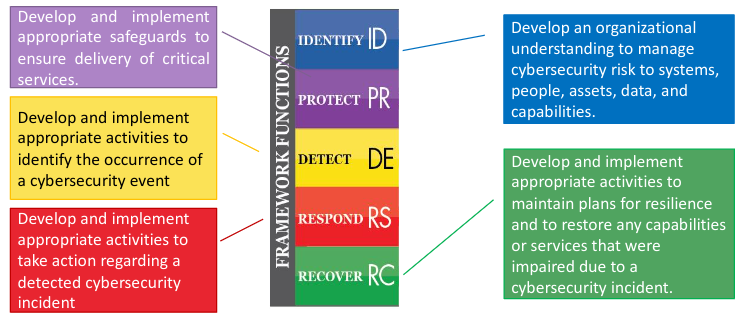 Develop and implement
appropriate safeguards to
ensure delivery of critical
services.
Develop and implement
appropriate activities to
identify the occurrence of
a cybersecurity event
Develop and implement
appropriate activities to
take action regarding a
detected cybersecurity
incident
FRAMEWORK FUNCTIONS
IDENTIFY ID
PROTECT PR
DETECT DE
RESPOND RS
RECOVER RC
Develop an organizational
understanding to manage
cybersecurity risk to systems,
people, assets, data, and
capabilities.
Develop and implement
appropriate activities to
maintain plans for resilience
and to restore any capabilities
or services that were
impaired due to a
cybersecurity incident.